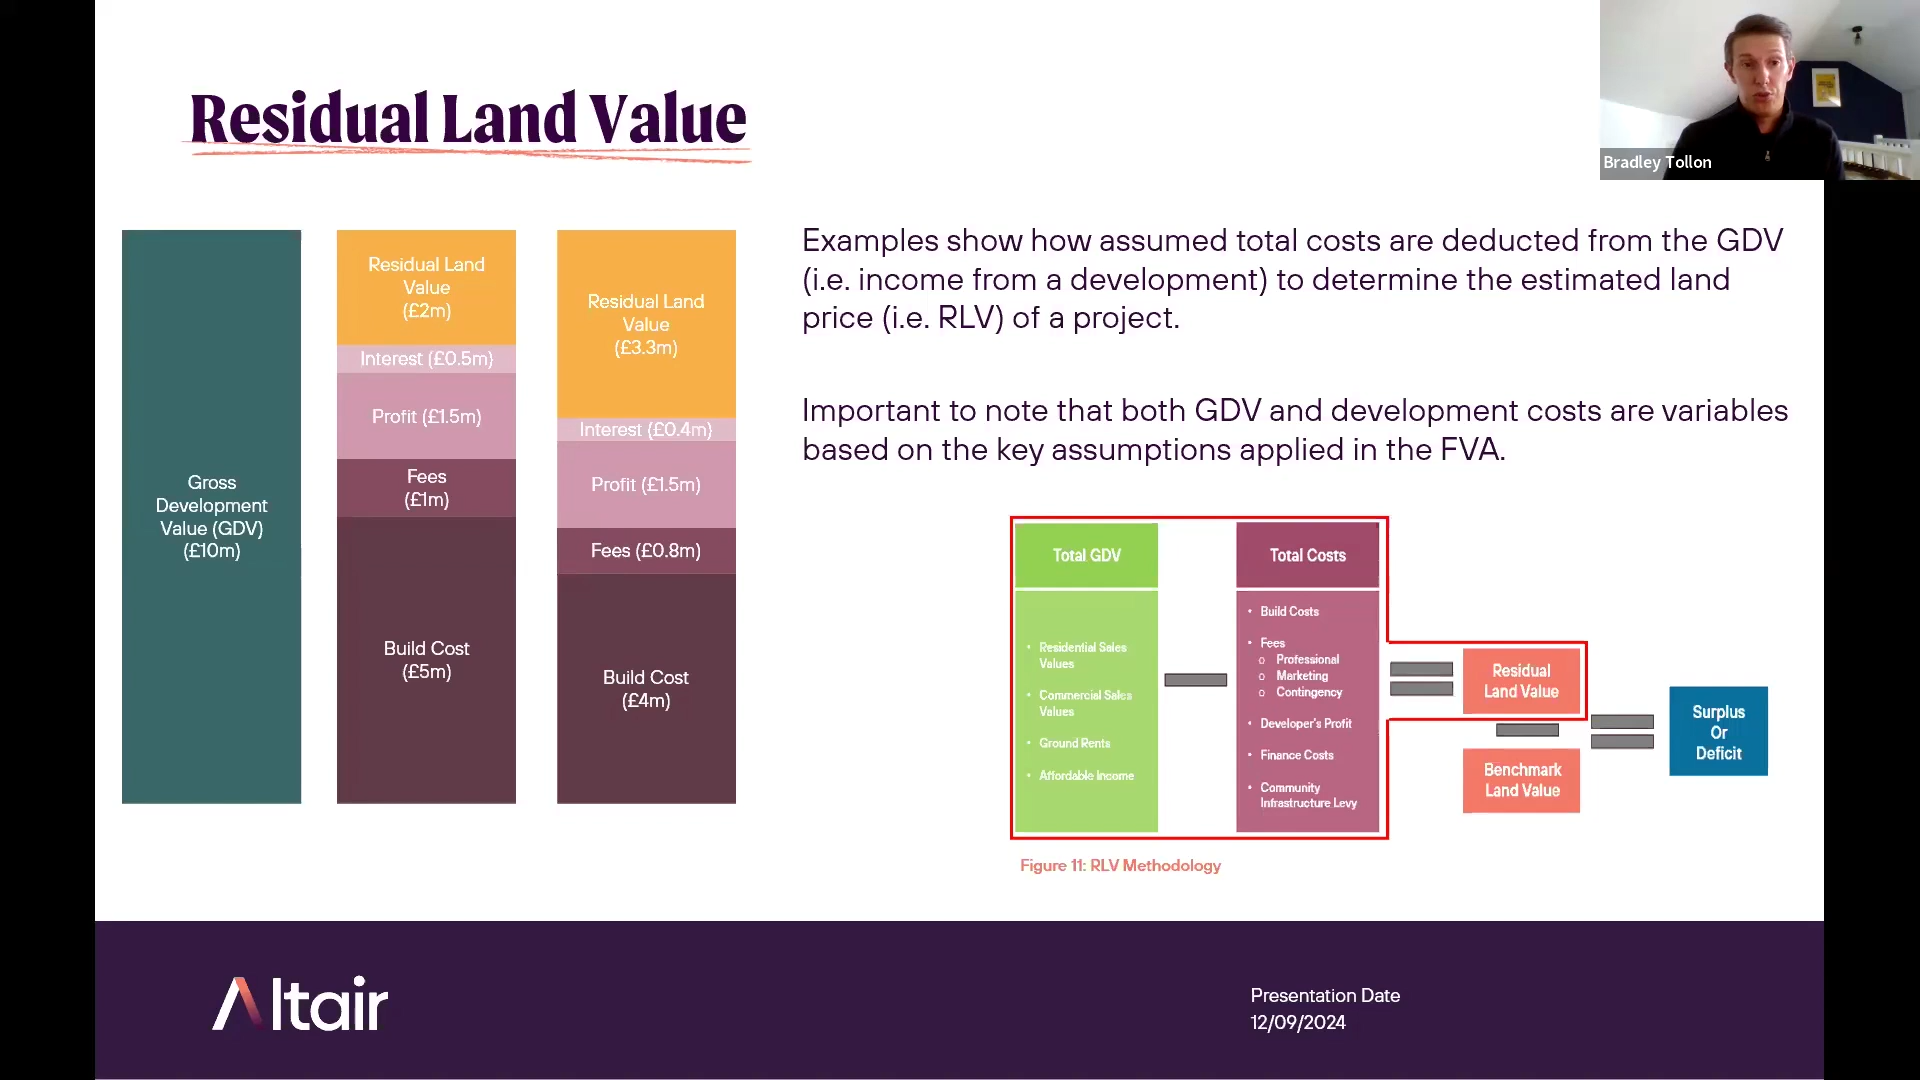 Residual Land Value
Bradley Tollon
Gross
Development
Value (GDV)
(£10m)
Residual Land
Value
(£2m)
Interest (£0.5m)
Profit (£1.5m)
Fees
(£1m)
Build Cost
(£5m)
Residual Land
Value
(£3.3m)
Interest (£0.4m)
Profit (£1.5m)
Fees (£0.8m)
Build Cost
(£4m)
Examples show how assumed total costs are deducted from the GDV
(i.e. income from a development) to determine the estimated land
price (i.e. RLV) of a project.
Important to note that both GDV and development costs are variables
based on the key assumptions applied in the FVA.
Total GDV
• Residential Sales
Values
• Commercial Sales
Values
• Ground Rents
• Affordable Income
Total Costs
• Build Costs
• Fees
o Professional
o Marketing
o Contingency
• Developer's Profit
• Finance Costs
• Community
Infrastructure Levy
Residual
Land Value
Benchmark
Land Value
Surplus
Or
Deficit
Figure 11: RLV Methodology
Altair
Presentation Date
12/09/2024